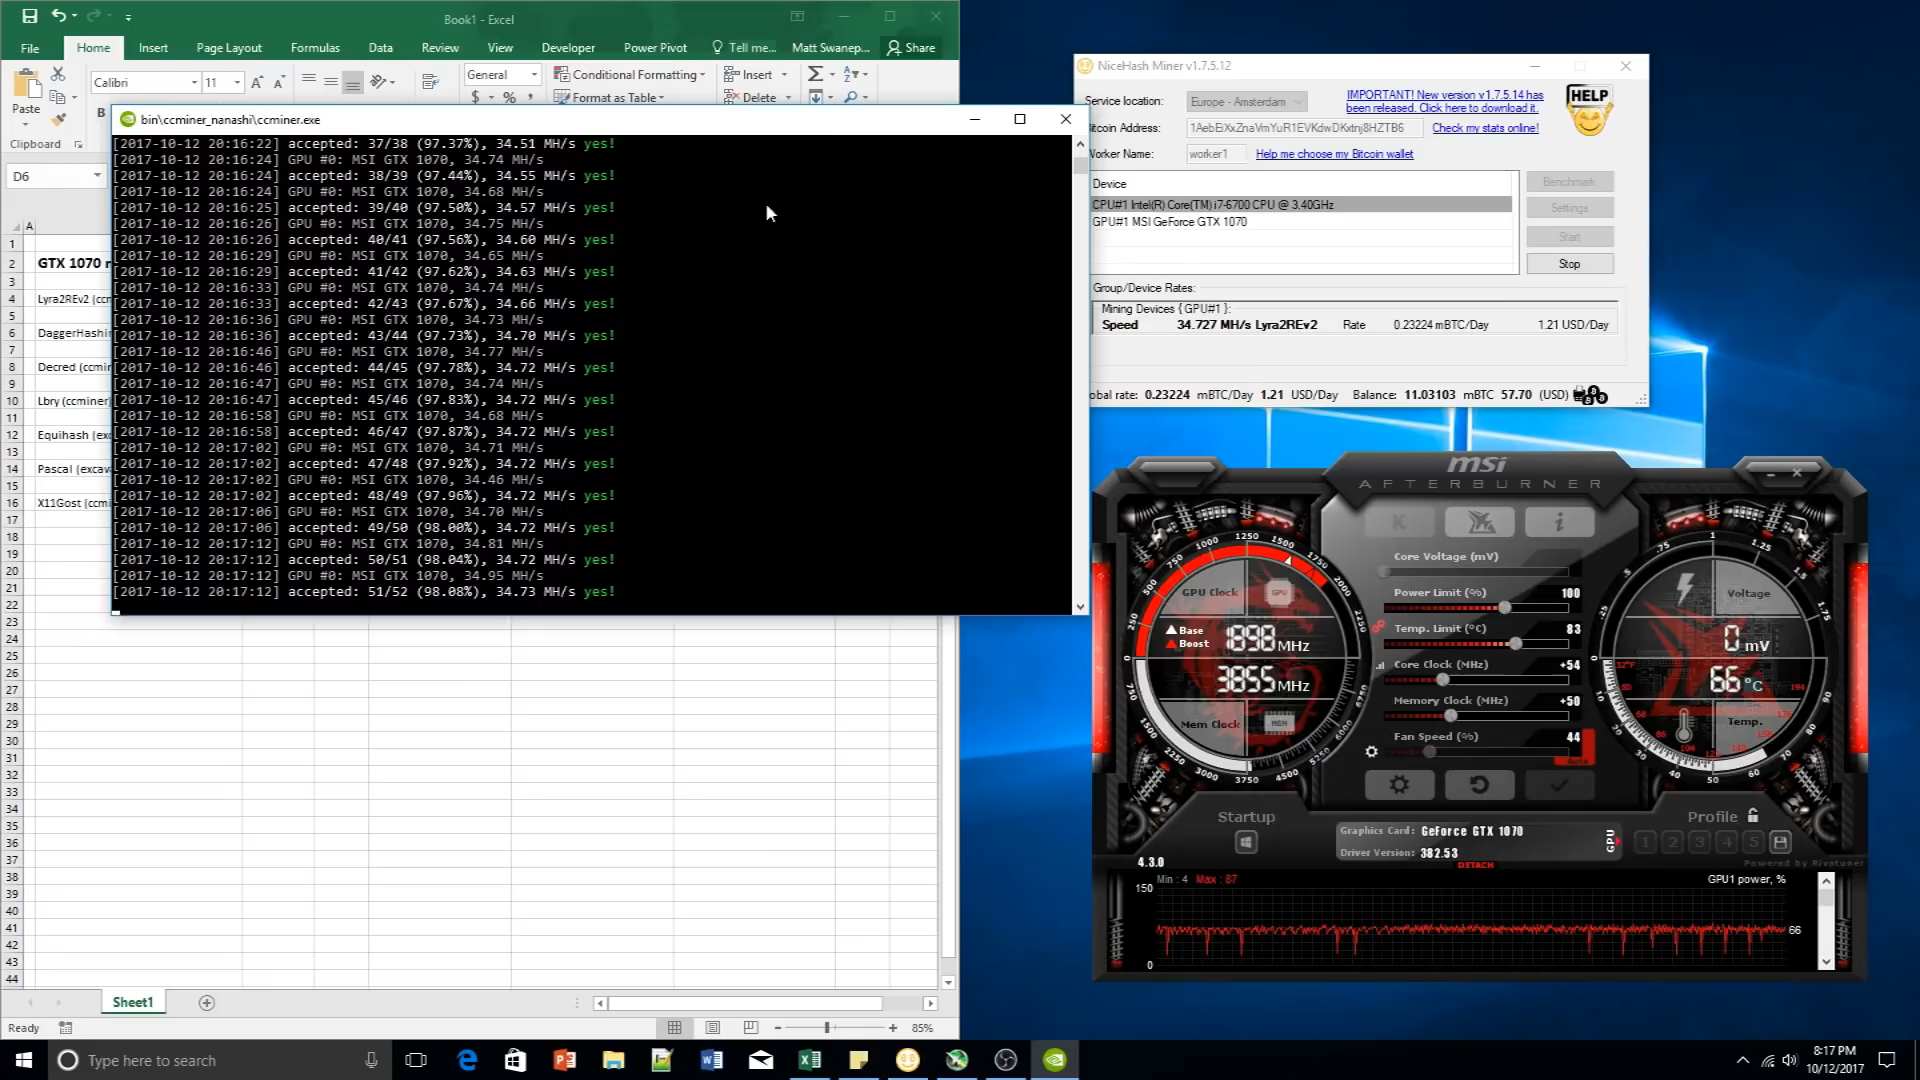 Book1 - Excel
File Home Insert Page Layout Formulas Data Review View Developer Power Pivot Tell me... Matt Swanep... Share
Paste
Calibri 11
General
Conditional Formatting
Format as Table
Insert
Delete
Clipboard
D6
A
GTX 1070
Lyra2REv2
DaggerHashi
Decred (ccmi
Lbry (ccminer)
Equihash (exc
Pascal (excav
X11Gost (ccmi
bin\ccminer_nanashi\ccminer.exe
[2017-10-12 20:16:22] accepted: 37/38 (97.37%), 34.51 MH/s yes!
[2017-10-12 20:16:24] GPU #0: MSI GTX 1070, 34.74 MH/s
[2017-10-12 20:16:24] accepted: 38/39 (97.44%), 34.55 MH/s yes!
[2017-10-12 20:16:24] GPU #0: MSI GTX 1070, 34.68 MH/s
[2017-10-12 20:16:25] accepted: 39/40 (97.50%), 34.57 MH/s yes!
[2017-10-12 20:16:26] GPU #0: MSI GTX 1070, 34.75 MH/s
[2017-10-12 20:16:26] accepted: 40/41 (97.56%), 34.60 MH/s yes!
[2017-10-12 20:16:29] GPU #0: MSI GTX 1070, 34.65 MH/s
[2017-10-12 20:16:29] accepted: 41/42 (97.62%), 34.63 MH/s yes!
[2017-10-12 20:16:33] GPU #0: MSI GTX 1070, 34.74 MH/s
[2017-10-12 20:16:33] accepted: 42/43 (97.67%), 34.66 MH/s yes!
[2017-10-12 20:16:36] GPU #0: MSI GTX 1070, 34.73 MH/s
[2017-10-12 20:16:36] accepted: 43/44 (97.73%), 34.70 MH/s yes!
[2017-10-12 20:16:46] GPU #0: MSI GTX 1070, 34.77 MH/s
[2017-10-12 20:16:46] accepted: 44/45 (97.78%), 34.72 MH/s yes!
[2017-10-12 20:16:47] GPU #0: MSI GTX 1070, 34.74 MH/s
[2017-10-12 20:16:47] accepted: 45/46 (97.83%), 34.72 MH/s yes!
[2017-10-12 20:16:58] GPU #0: MSI GTX 1070, 34.68 MH/s
[2017-10-12 20:16:58] accepted: 46/47 (97.87%), 34.72 MH/s yes!
[2017-10-12 20:17:02] GPU #0: MSI GTX 1070, 34.71 MH/s
[2017-10-12 20:17:02] accepted: 47/48 (97.92%), 34.72 MH/s yes!
[2017-10-12 20:17:02] GPU #0: MSI GTX 1070, 34.46 MH/s
[2017-10-12 20:17:02] accepted: 48/49 (97.96%), 34.72 MH/s yes!
[2017-10-12 20:17:06] GPU #0: MSI GTX 1070, 34.70 MH/s
[2017-10-12 20:17:06] accepted: 49/50 (98.00%), 34.72 MH/s yes!
[2017-10-12 20:17:12] GPU #0: MSI GTX 1070, 34.81 MH/s
[2017-10-12 20:17:12] accepted: 50/51 (98.04%), 34.72 MH/s yes!
[2017-10-12 20:17:12] GPU #0: MSI GTX 1070, 34.95 MH/s
[2017-10-12 20:17:12] accepted: 51/52 (98.08%), 34.73 MH/s yes!
Sheet1
Ready
85%
NiceHash Miner v1.7.5.12
Service location: Europe - Amsterdam
IMPORTANT! New version v1.7.5.14 has
been released. Click here to download it.
HELP
itcoin Address:
Check my stats online!
Worker Name: worker1 Help me choose my Bitcoin wallet
Device
CPU#1 Intel(R) Core(TM) i7-6700 CPU @ 3.40GHz
GPU#1 MSI GeForce GTX 1070
Benchmark
Settings
Start
Stop
Group/Device Rates:
Mining Devices { GPU#1 }:
Speed 34.727 MH/s Lyra2REv2 Rate 0.23224 mBTC/Day 1.21 USD/Day
obal rate: 0.23224 mBTC/Day 1.21 USD/Day Balance: 11.03103 mBTC 57.70 (USD)
msi
AFTERBURNER
Core Voltage (mV)
Power Limit (%) 100
Temp. Limit (°C) 83
Core Clock (MHz) +54
Memory Clock (MHz) +50
Fan Speed (%) 44
GPU Clock
GPU
Base
Boost
1898 MHz
3855 MHz
Mem Clock
MEM
Voltage
0 mV
66 °C
Temp.
Startup
Profile
1 2 3 4 5
Graphics Card: GeForce GTX 1070
Driver Version: 382.53
GPU
DETACH
4.3.0
Powered by Rivatuner
Min : 4 Max : 87
GPU1 power, %
150
66
0
Type here to search
8:17 PM
10/12/2017